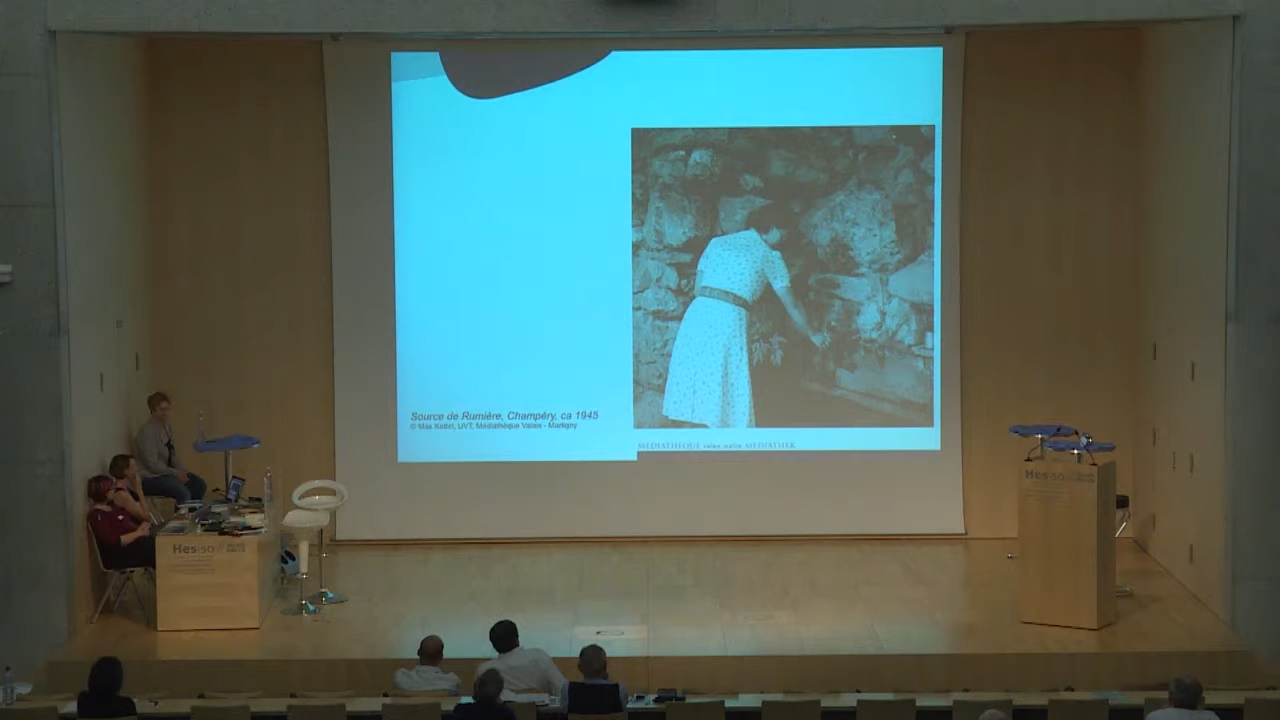 Source de Rumière, Champéry, ca 1945
© Max Kettel, UVT, Médiathèque Valais - Martigny
MEDIATHEQUE valais.wallis MEDIATHEK
Hes·so
Hes·so